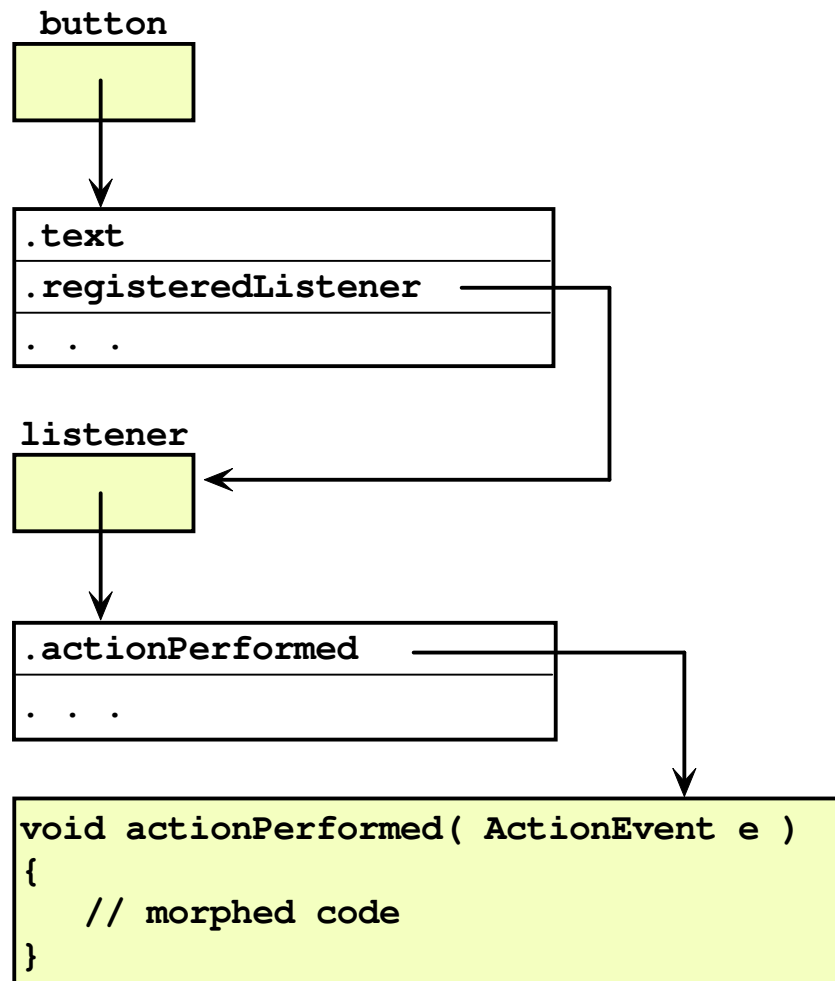 button
.text
.registeredListener
. . .
listener
.actionPerformed
. . .
void actionPerformed( ActionEvent e )
{
// morphed code
}